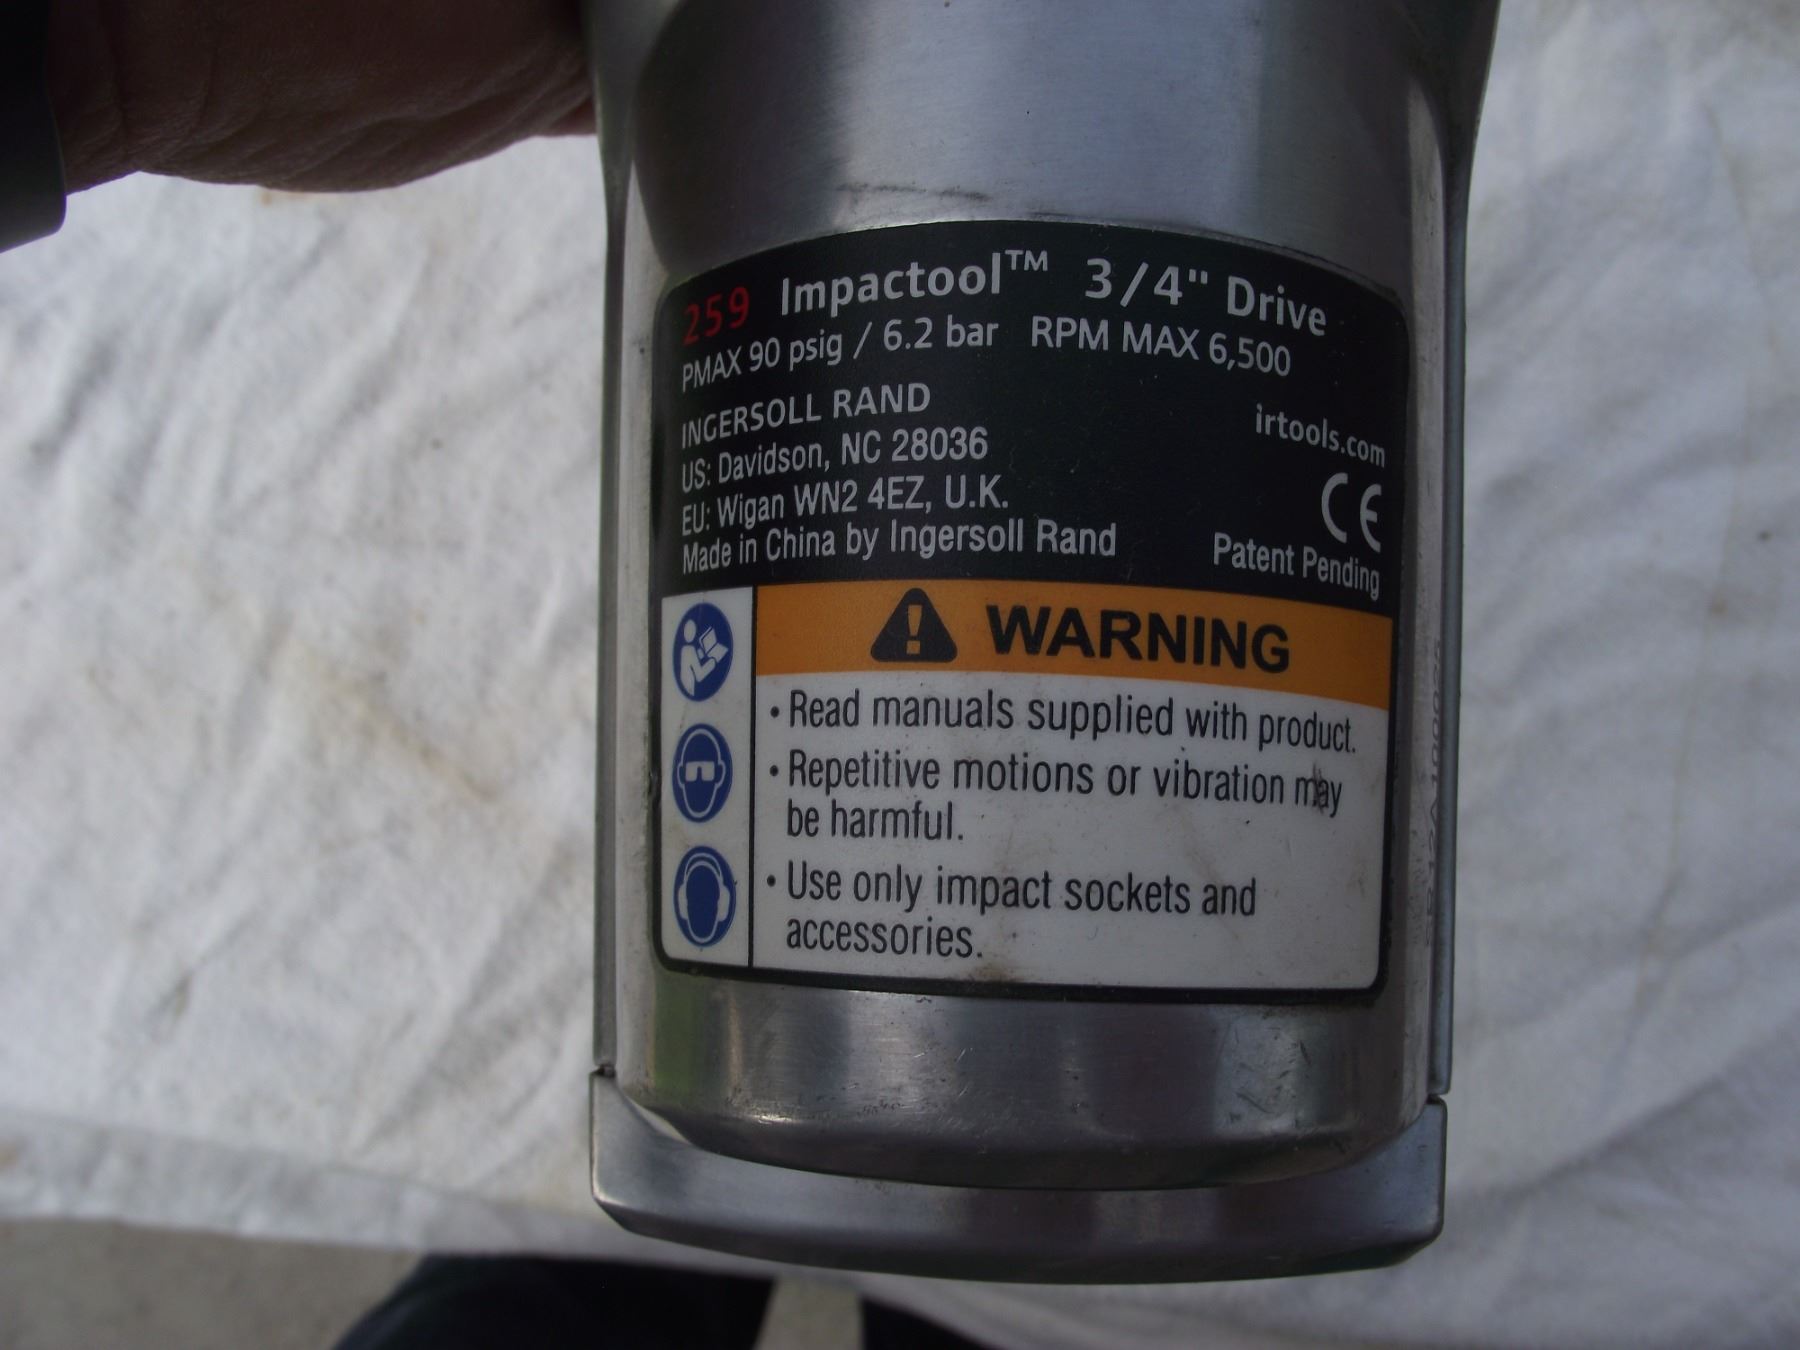 259 Impactool™ 3/4" Drive
PMAX 90 psig / 6.2 bar RPM MAX 6,500
INGERSOLL RAND
irtools.com
US: Davidson, NC 28036
EU: Wigan WN2 4EZ, U.K.
CE
Made in China by Ingersoll Rand
Patent Pending
WARNING
• Read manuals supplied with product.
• Repetitive motions or vibration may
be harmful.
• Use only impact sockets and
accessories.